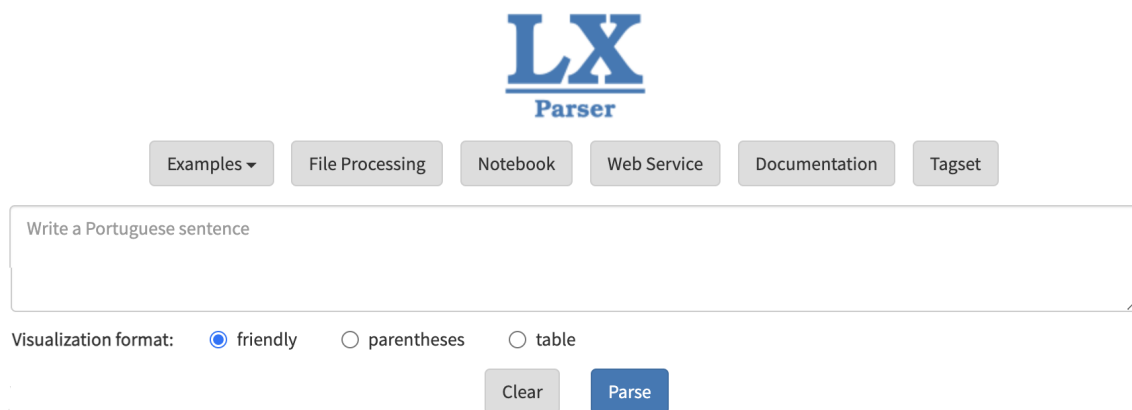 LX
Parser
Examples File Processing Notebook Web Service Documentation Tagset
Write a Portuguese sentence
Visualization format: friendly parentheses table
Clear Parse